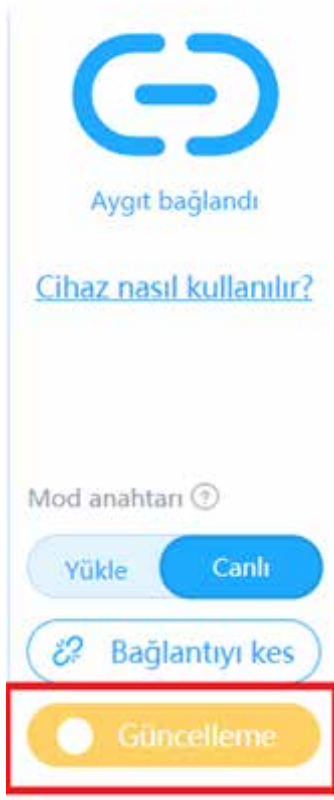 Aygıt bağlandı
Cihaz nasıl kullanılır?
Mod anahtarı ?
Yükle Canlı
Bağlantıyı kes
Güncelleme